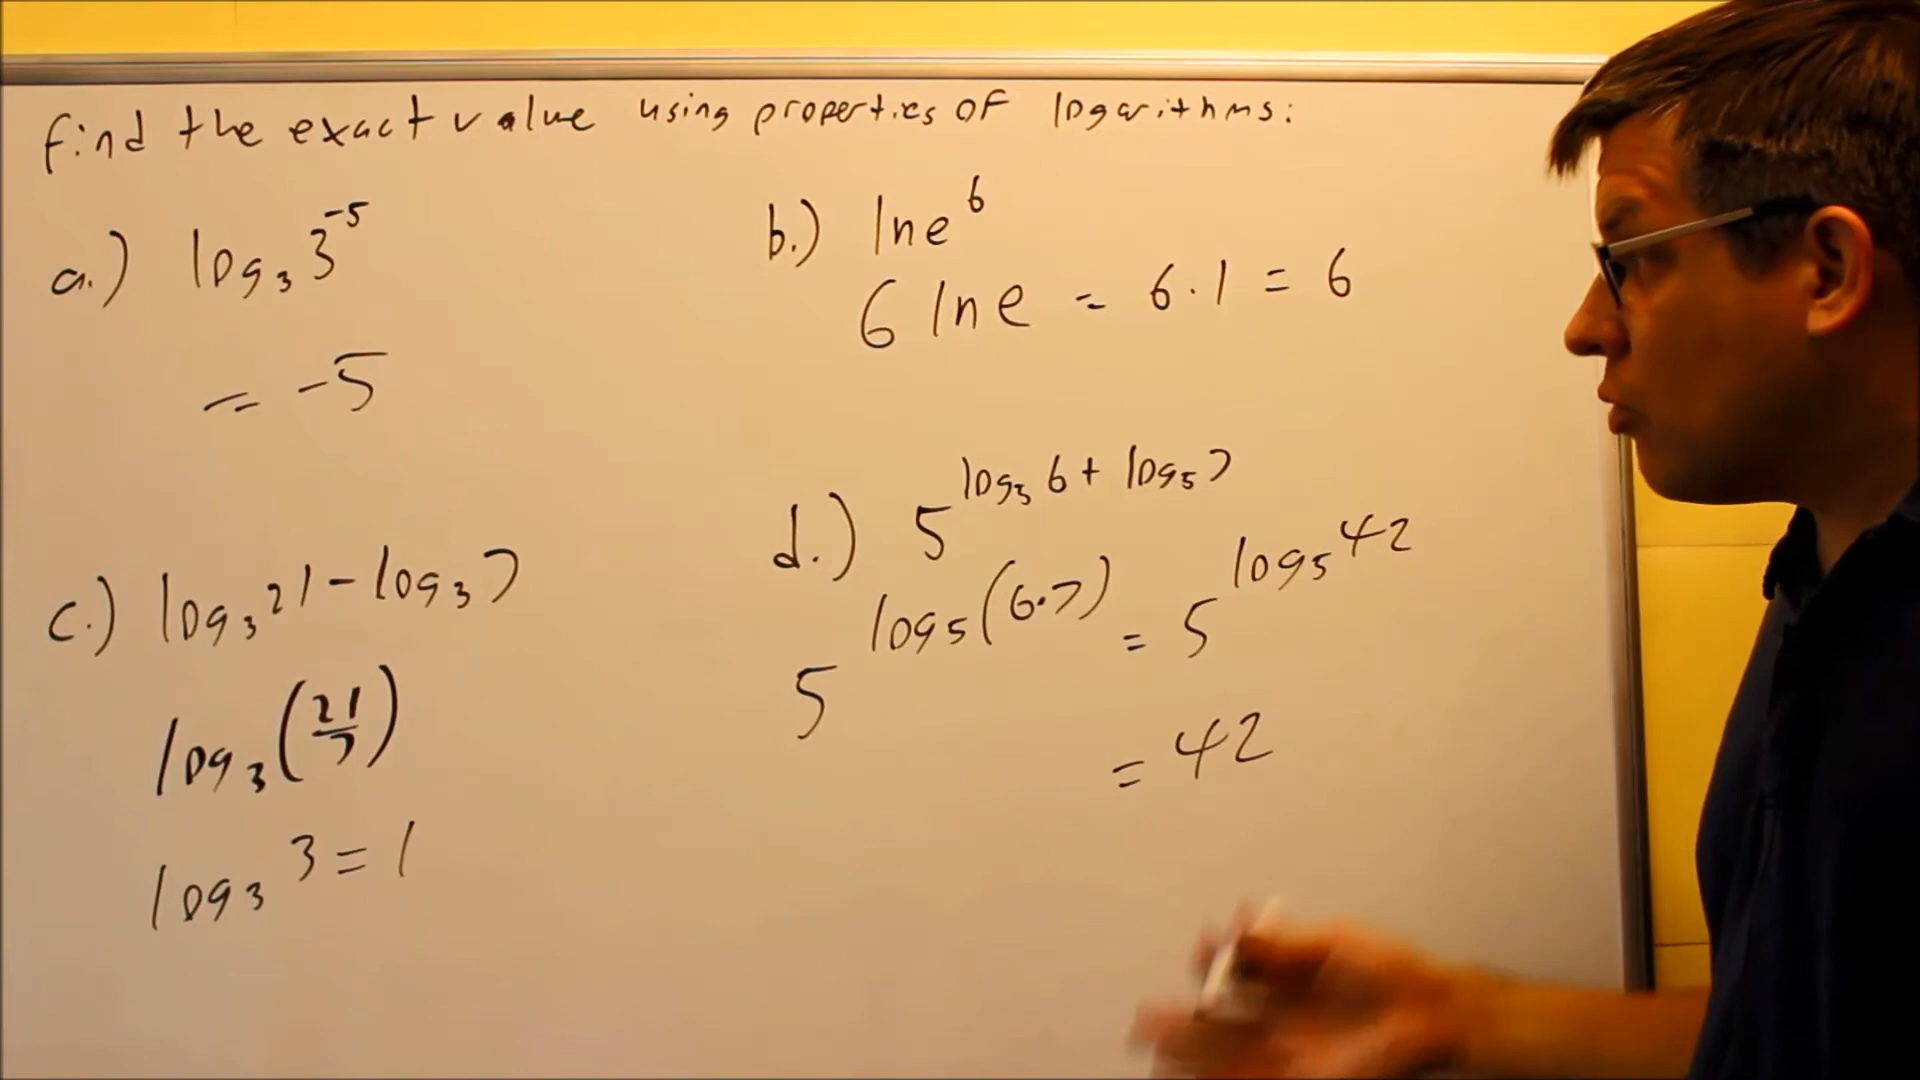 Find the exact value using properties of logarithms:
a.) log₃ 3⁻⁵
= -5
b.) ln e⁶
6 ln e = 6·1 = 6
c.) log₃ 21 - log₃ 7
log₃ (21/7)
log₃ 3 = 1
d.) 5^(log₅ 6 + log₅ 7)
5^(log₅(6·7)) = 5^(log₅ 42)
= 42